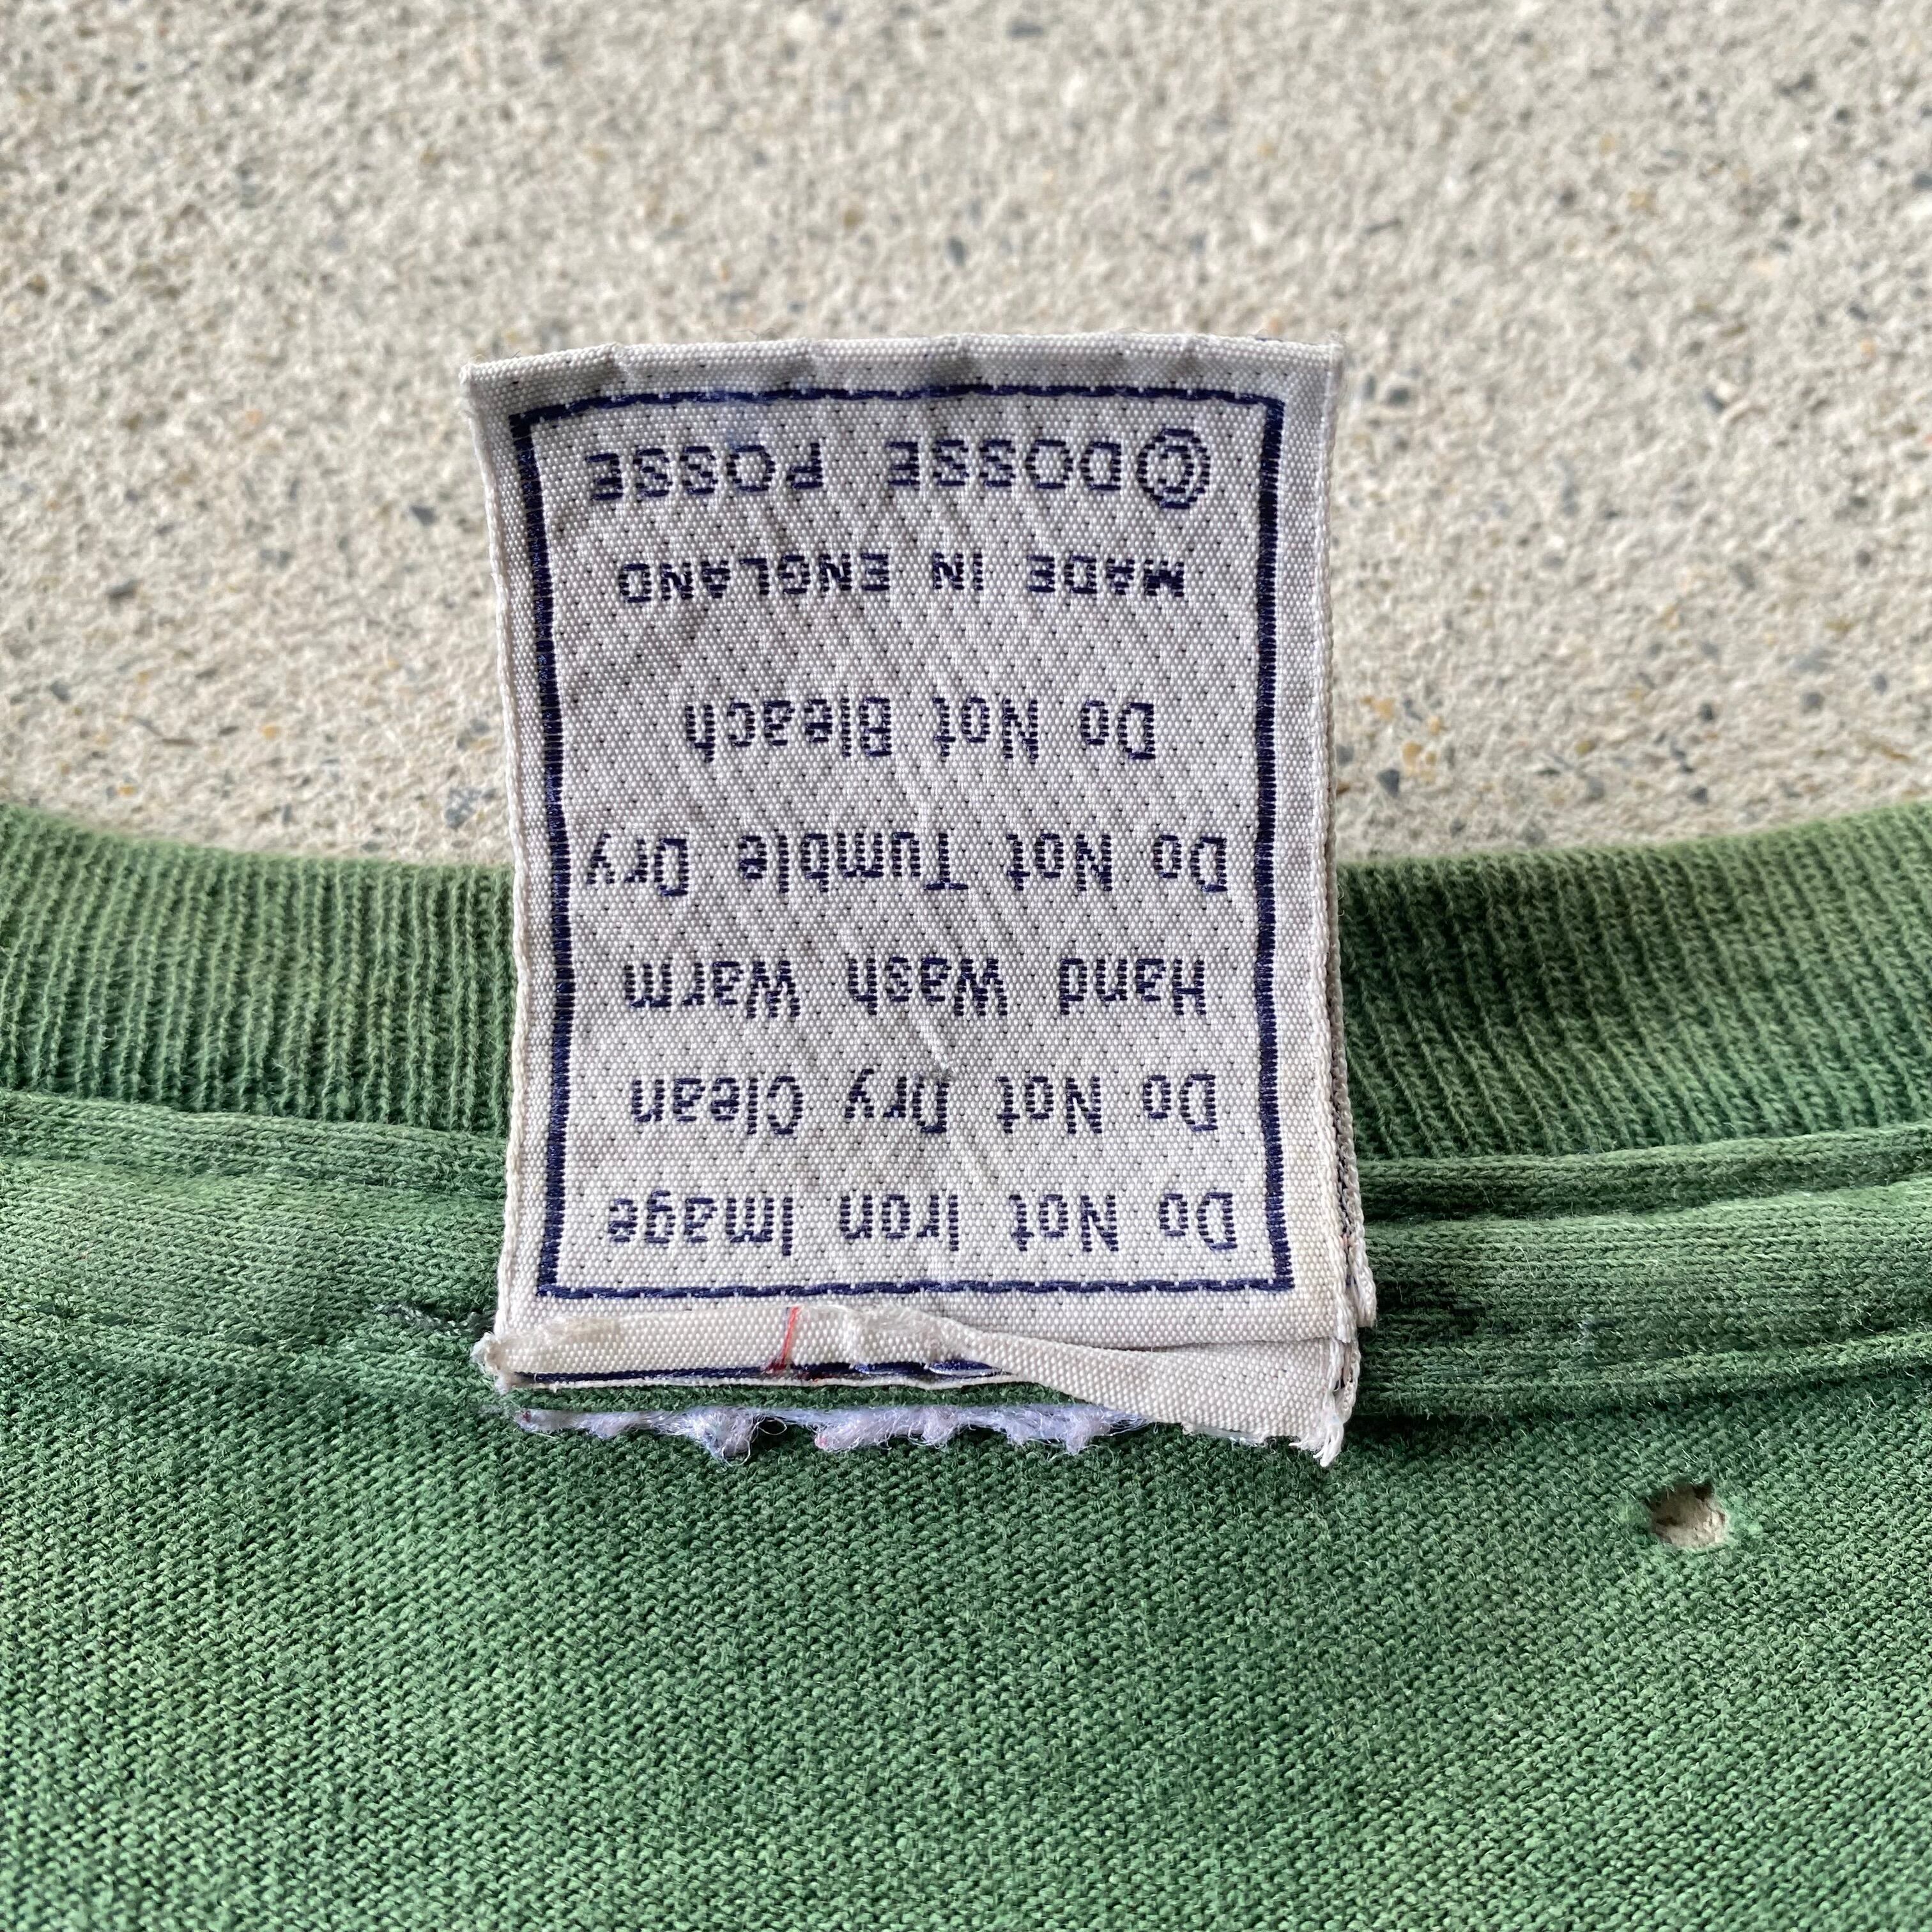 Do Not Iron Image
Do Not Dry Clean
Hand Wash Warm
Do Not Tumble Dry
Do Not Bleach
MADE IN ENGLAND
©DOSSE POSSE